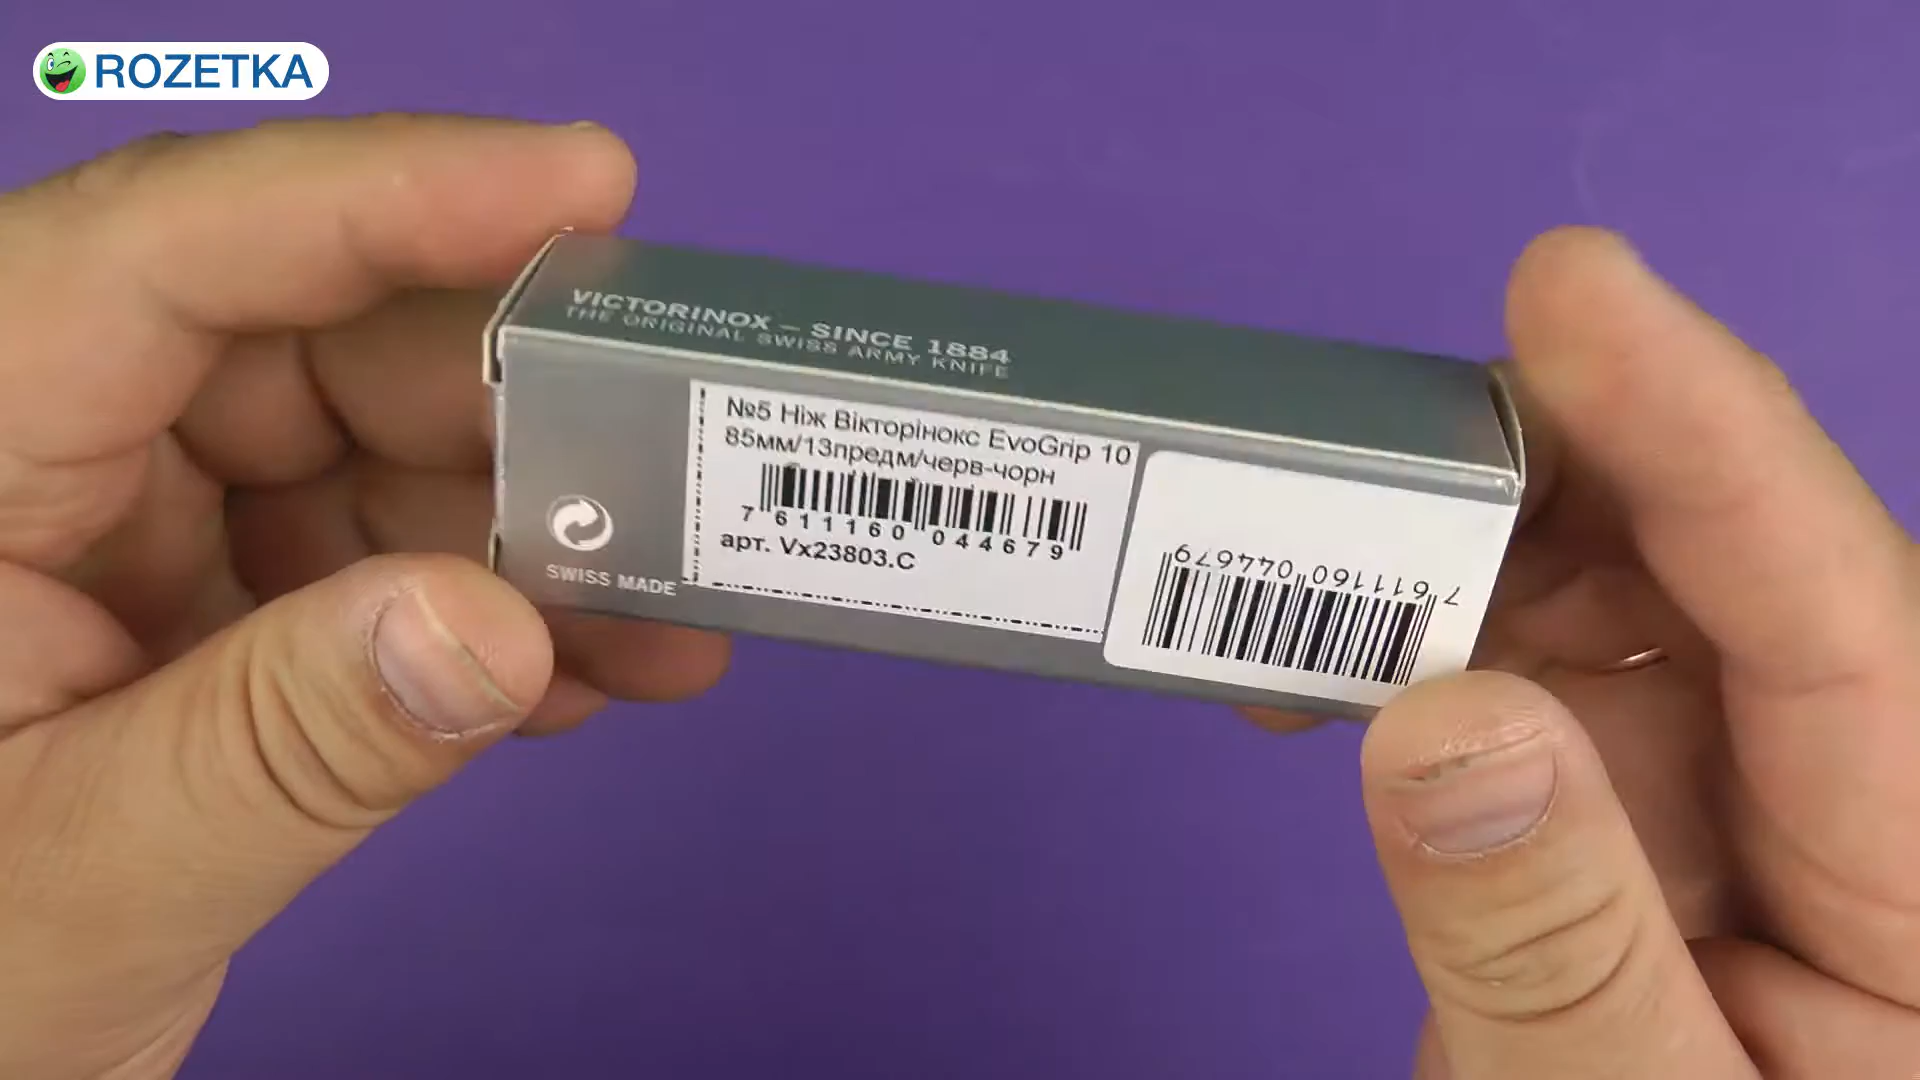 ROZETKA
VICTORINOX – SINCE 1884
THE ORIGINAL SWISS ARMY KNIFE
№5 Ніж Вікторінокс EvoGrip 10
85мм/13предм/черв-чорн
7 611160 044679
арт. Vx23803.C
SWISS MADE
7 611160 044679